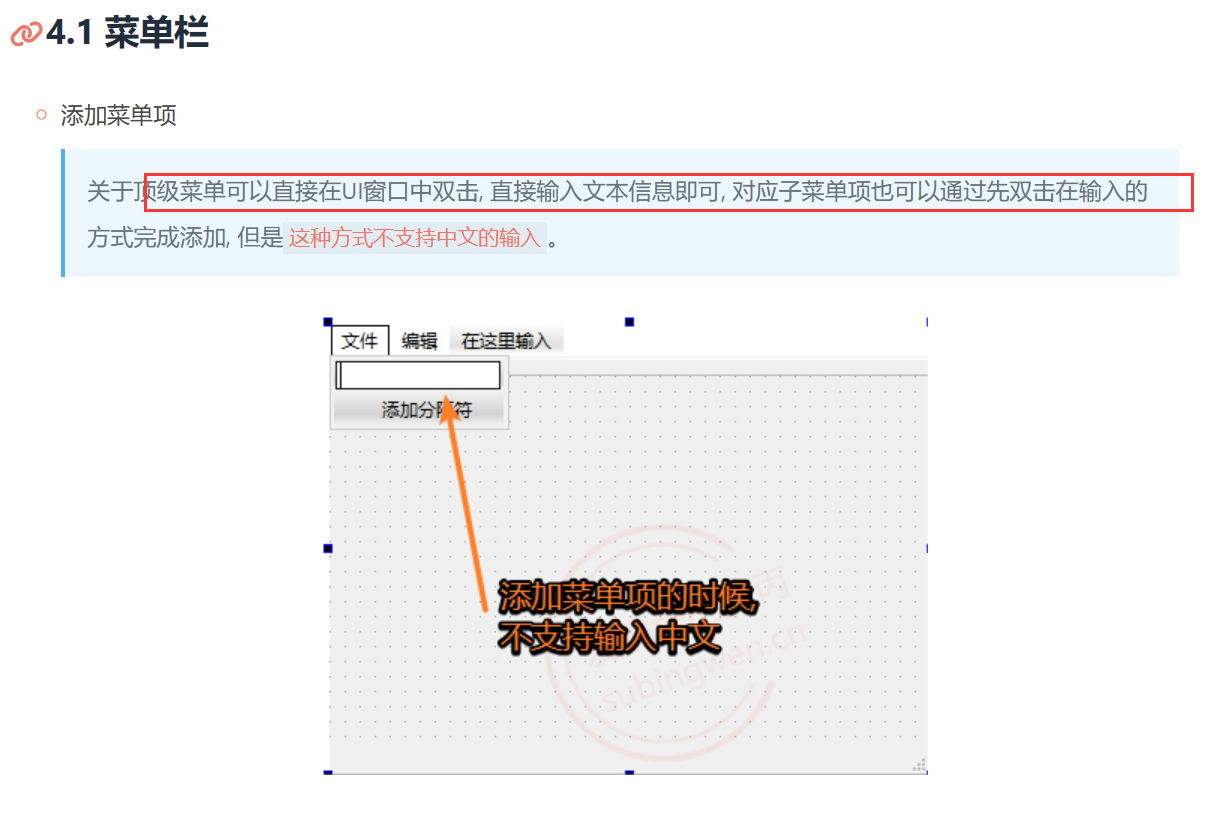 4.1 菜单栏
添加菜单项
关于顶级菜单可以直接在UI窗口中双击, 直接输入文本信息即可, 对应子菜单项也可以通过先双击在输入的
方式完成添加, 但是 这种方式不支持中文的输入 。
文件 编辑 在这里输入
添加分隔符
添加菜单项的时候,
不支持输入中文
subingwen.cn